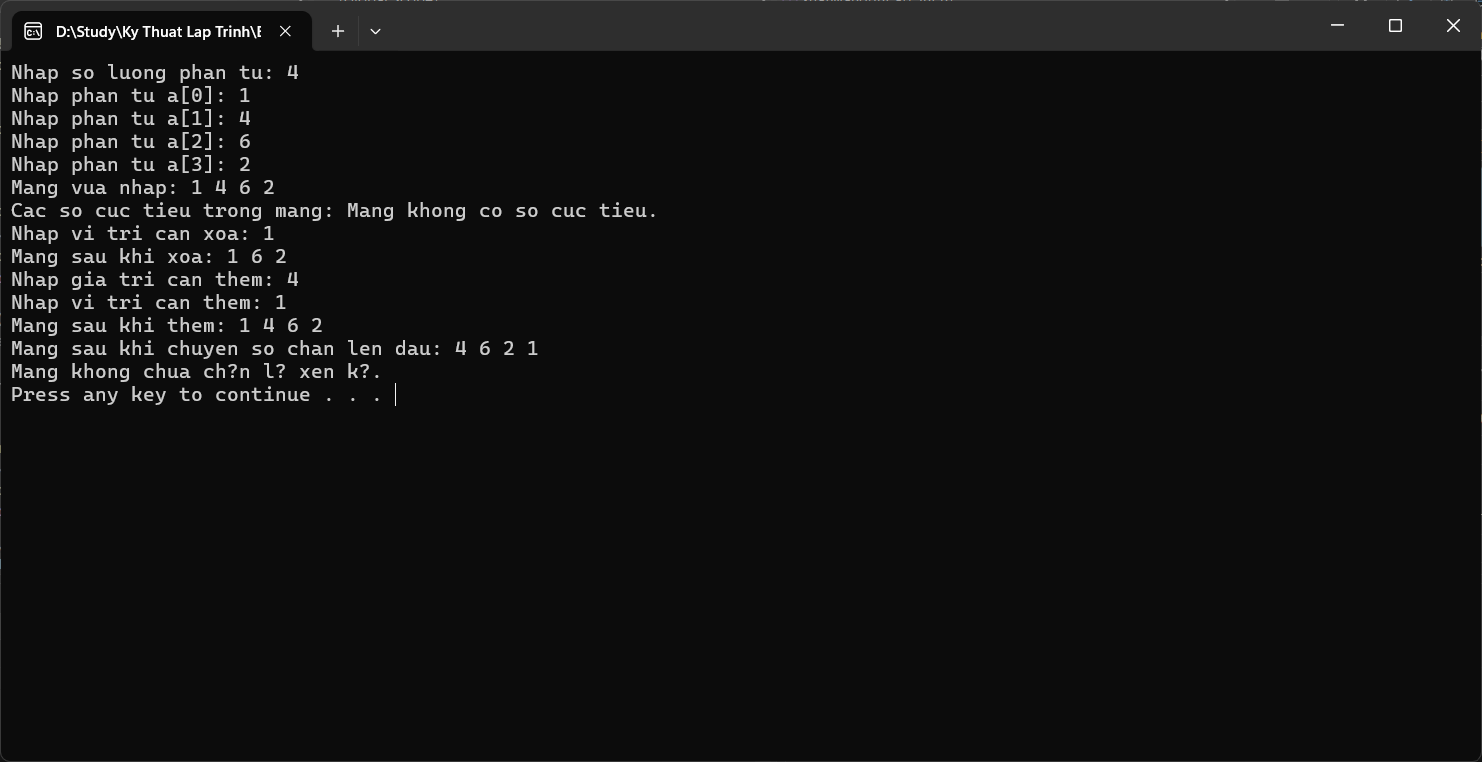 D:\Study\Ky Thuat Lap Trinh\E
Nhap so luong phan tu: 4
Nhap phan tu a[0]: 1
Nhap phan tu a[1]: 4
Nhap phan tu a[2]: 6
Nhap phan tu a[3]: 2
Mang vua nhap: 1 4 6 2
Cac so cuc tieu trong mang: Mang khong co so cuc tieu.
Nhap vi tri can xoa: 1
Mang sau khi xoa: 1 6 2
Nhap gia tri can them: 4
Nhap vi tri can them: 1
Mang sau khi them: 1 4 6 2
Mang sau khi chuyen so chan len dau: 4 6 2 1
Mang khong chua ch?n l? xen k?.
Press any key to continue . . .